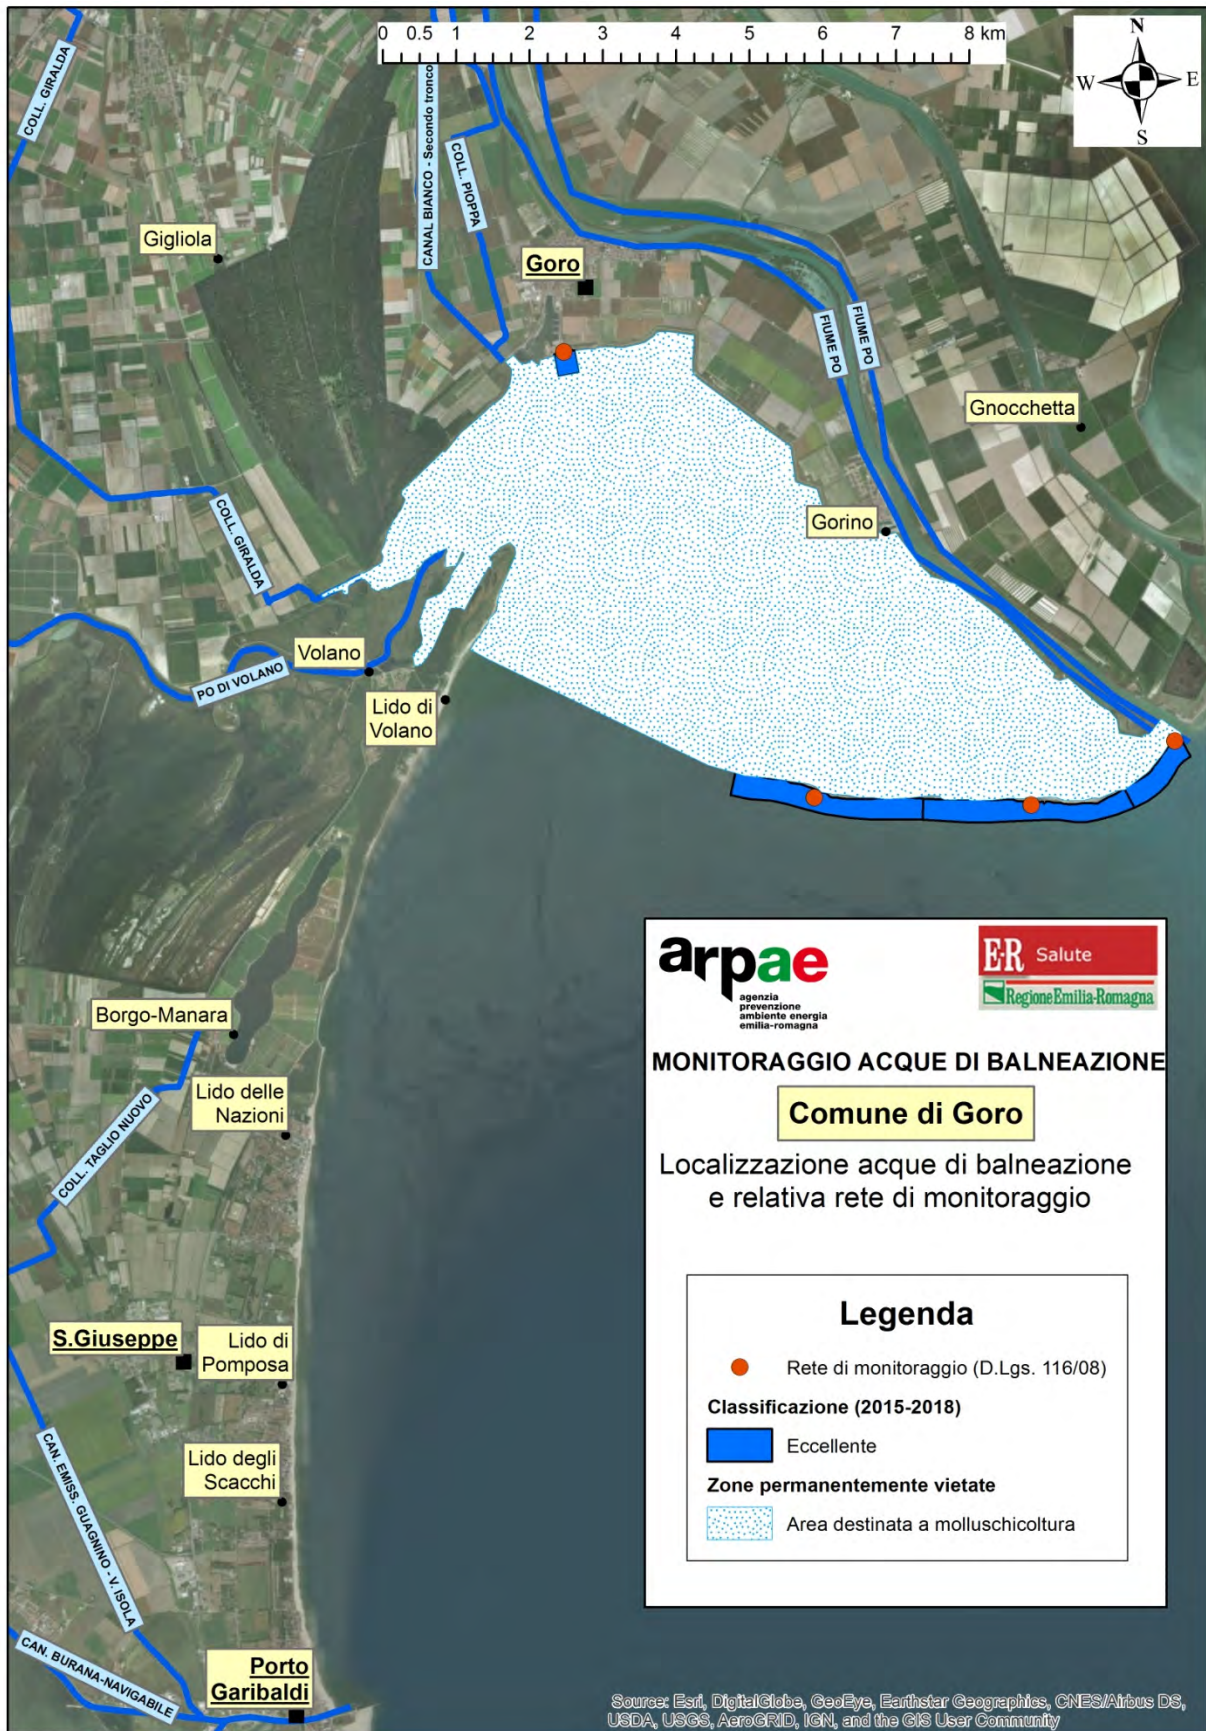 0 0.5 1 2 3 4 5 6 7 8 km
N
W E
S
COLL. GIRALDA
CANAL BIANCO - Secondo tronco
COLL. PIOPPA
Gigliola
Goro
FIUME PO
FIUME PO
Gnocchetta
Gorino
COLL. GIRALDA
Volano
PO DI VOLANO
Lido di
Volano
Borgo-Manara
Lido delle
Nazioni
COLL. TAGLIO NUOVO
S.Giuseppe
Lido di
Pomposa
Lido degli
Scacchi
CAN. EMISS. GUAGNINO - V. ISOLA
CAN. BURANA-NAVIGABILE
Porto
Garibaldi
arpae
agenzia
prevenzione
ambiente energia
emilia-romagna
E-R Salute
RegioneEmilia-Romagna
MONITORAGGIO ACQUE DI BALNEAZIONE
Comune di Goro
Localizzazione acque di balneazione
e relativa rete di monitoraggio
Legenda
Rete di monitoraggio (D.Lgs. 116/08)
Classificazione (2015-2018)
Eccellente
Zone permanentemente vietate
Area destinata a molluschicoltura
Source: Esri, DigitalGlobe, GeoEye, Earthstar Geographics, CNES/Airbus DS,
USDA, USGS, AeroGRID, IGN, and the GIS User Community